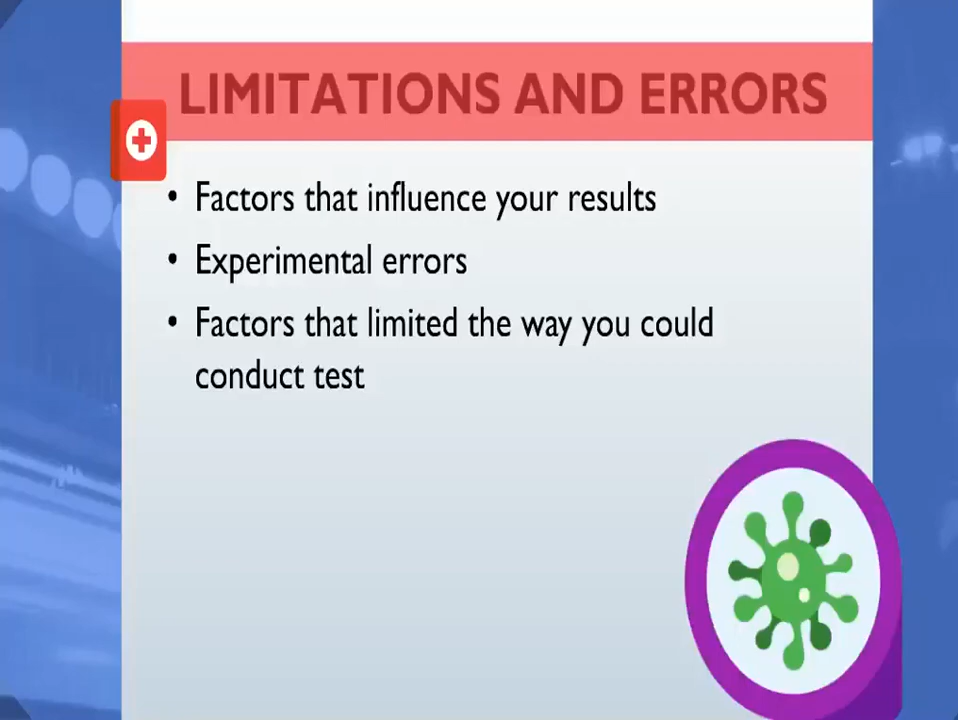 LIMITATIONS AND ERRORS
• Factors that influence your results
• Experimental errors
• Factors that limited the way you could
conduct test